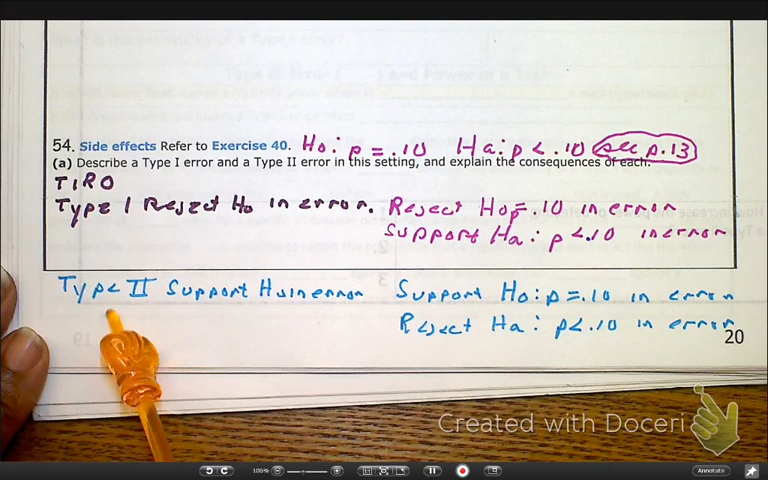 54. Side effects Refer to Exercise 40. Ho: p = .10 Ha: p < .10 see p.13
(a) Describe a Type I error and a Type II error in this setting, and explain the consequences of each.
TIRO
Type 1 Reject Ho in error. Reject Ho p = .10 in error
Support Ha: p < .10 in error
Type II Support Ho in error Support Ho: p = .10 in error
Reject Ha: p < .10 in error
20
Created with Doceri
106%
Annotate